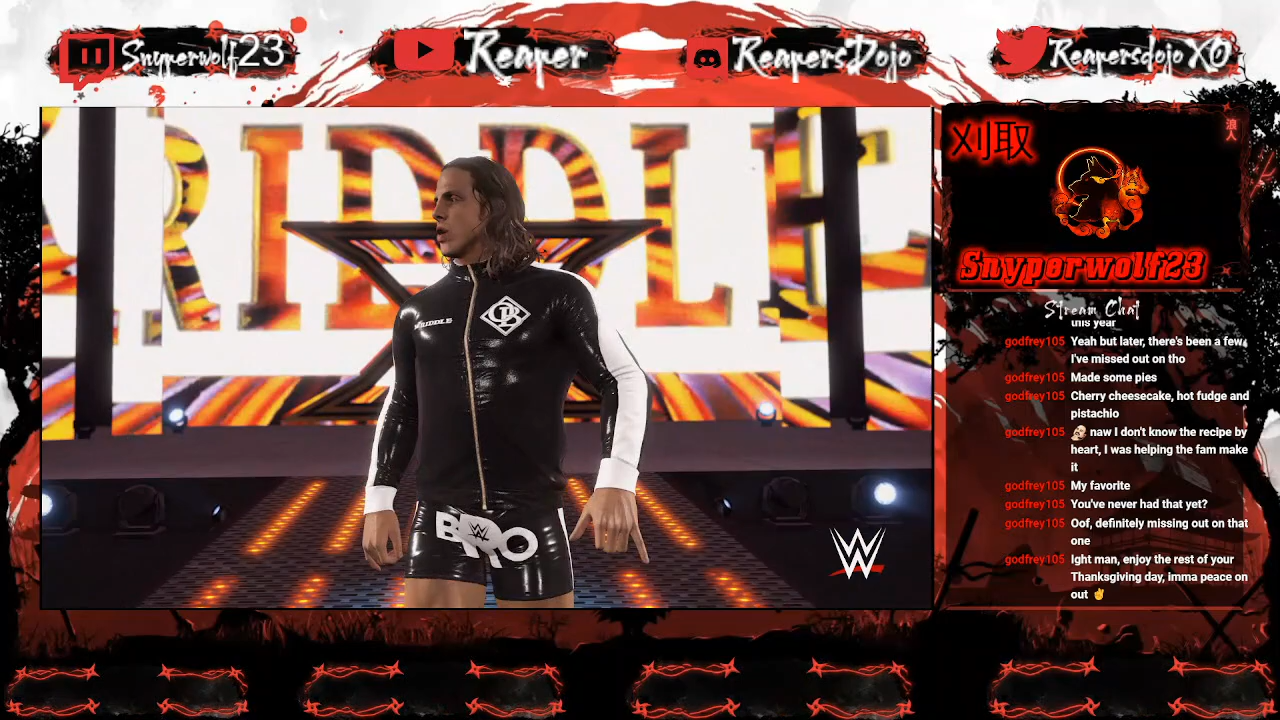 Snyperwolf23
Reaper
ReapersDojo
ReapersdojoXO
RIDDLE
RIDDLE
BRO
W
刈取
浪人
Snyperwolf23
Stream Chat
this year
godfrey105 Yeah but later, there's been a few,
I've missed out on tho
godfrey105 Made some pies
godfrey105 Cherry cheesecake, hot fudge and
pistachio
godfrey105 naw I don't know the recipe by
heart, I was helping the fam make
it
godfrey105 My favorite
godfrey105 You've never had that yet?
godfrey105 Oof, definitely missing out on that
one
godfrey105 Ight man, enjoy the rest of your
Thanksgiving day, imma peace on
out